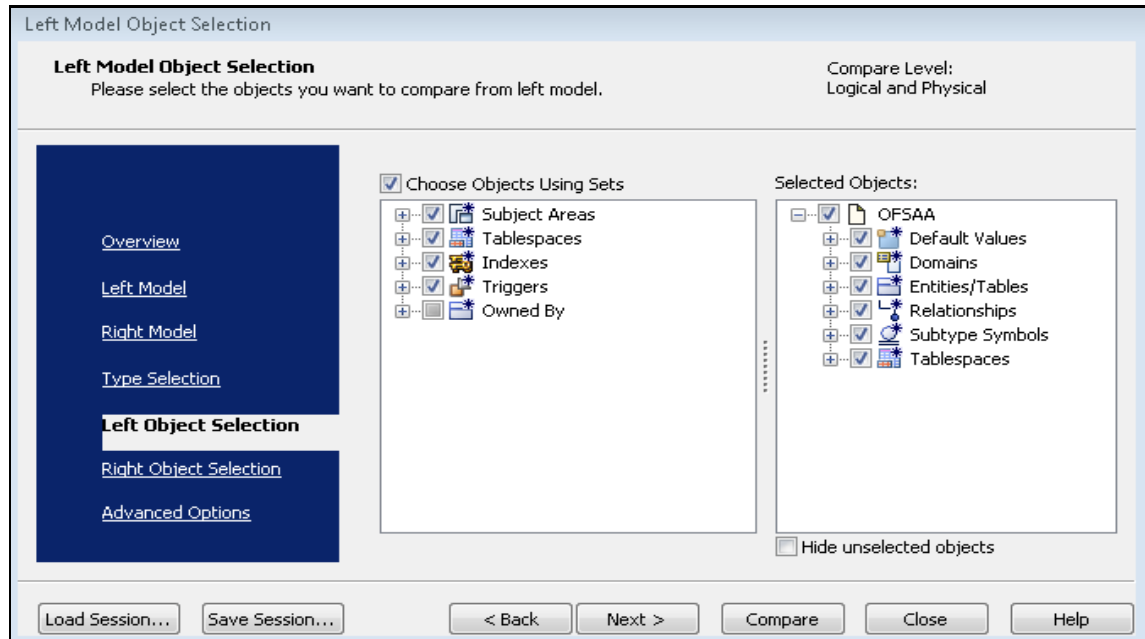 Left Model Object Selection
Left Model Object Selection
Please select the objects you want to compare from left model.
Compare Level:
Logical and Physical
Overview
Left Model
Right Model
Type Selection
Left Object Selection
Right Object Selection
Advanced Options
Choose Objects Using Sets
Subject Areas
Tablespaces
Indexes
Triggers
Owned By
Selected Objects:
OFSAA
Default Values
Domains
Entities/Tables
Relationships
Subtype Symbols
Tablespaces
Hide unselected objects
Load Session...
Save Session...
< Back
Next >
Compare
Close
Help